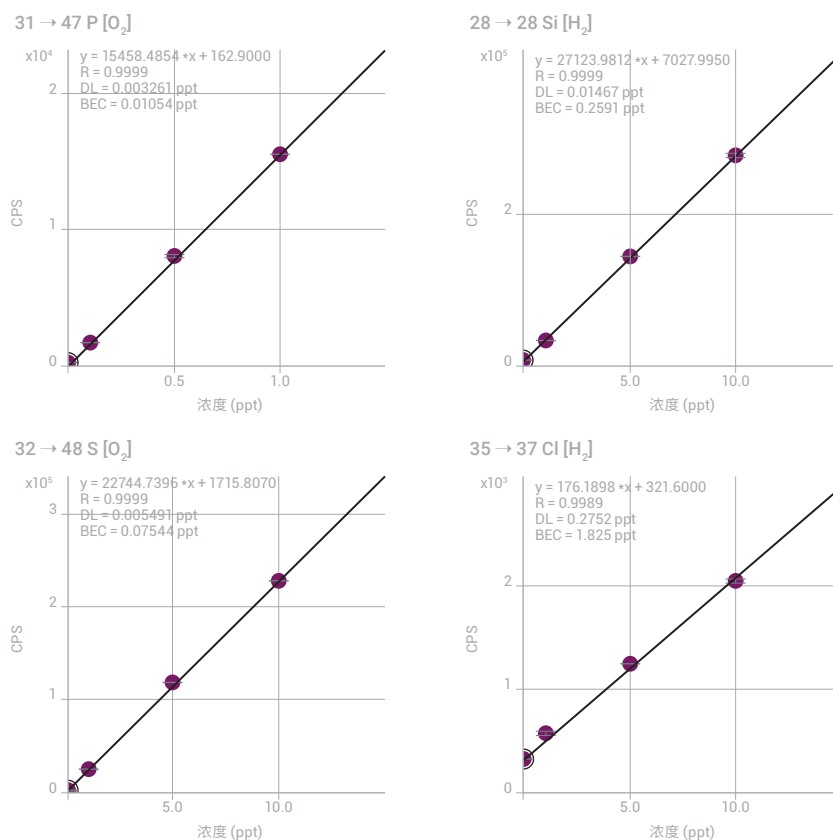 31 → 47 P [O₂]
x10⁴
y = 15458.4854 *x + 162.9000
R = 0.9999
DL = 0.003261 ppt
BEC = 0.01054 ppt
2
1
0
CPS
0.5
1.0
浓度 (ppt)
28 → 28 Si [H₂]
x10⁵
y = 27123.9812 *x + 7027.9950
R = 0.9999
DL = 0.01467 ppt
BEC = 0.2591 ppt
2
0
CPS
5.0
10.0
浓度 (ppt)
32 → 48 S [O₂]
x10⁵
y = 22744.7396 *x + 1715.8070
R = 0.9999
DL = 0.005491 ppt
BEC = 0.07544 ppt
3
2
1
0
CPS
5.0
10.0
浓度 (ppt)
35 → 37 Cl [H₂]
x10³
y = 176.1898 *x + 321.6000
R = 0.9989
DL = 0.2752 ppt
BEC = 1.825 ppt
2
1
0
CPS
5.0
10.0
浓度 (ppt)